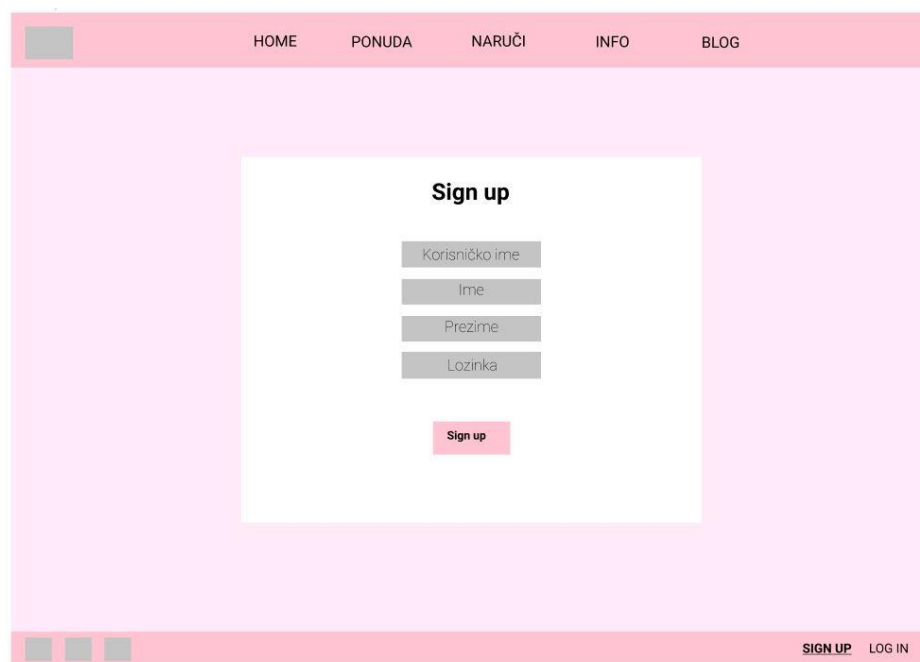 HOME PONUDA NARUČI INFO BLOG
Sign up
Korisničko ime
Ime
Prezime
Lozinka
Sign up
SIGN UP LOG IN